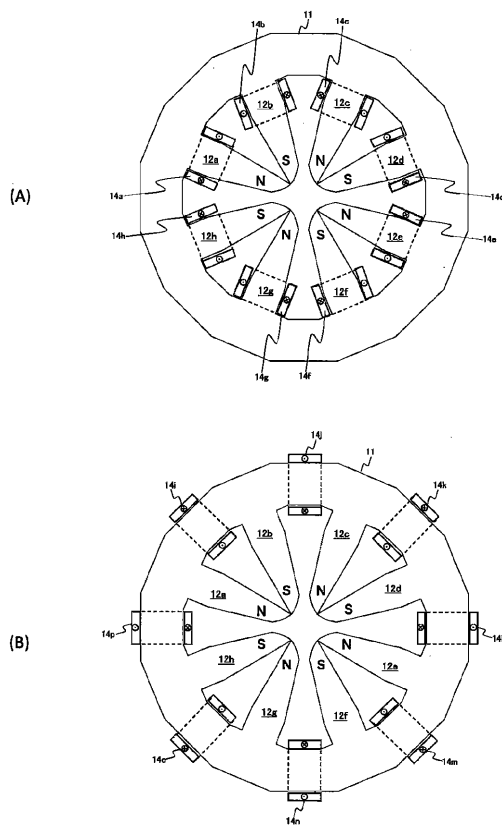 14b 11 14c
(A)
12b 12c
12a 12d
S N
N S
14a 14d
14h 14e
S N
12h 12e
N S
12g 12f
14g 14f
14j 11
14i 14k
12b 12c
12a 12d
S N
N S
(B)
14p 14l
S N
12h 12e
N S
12g 12f
14o 14m
14n